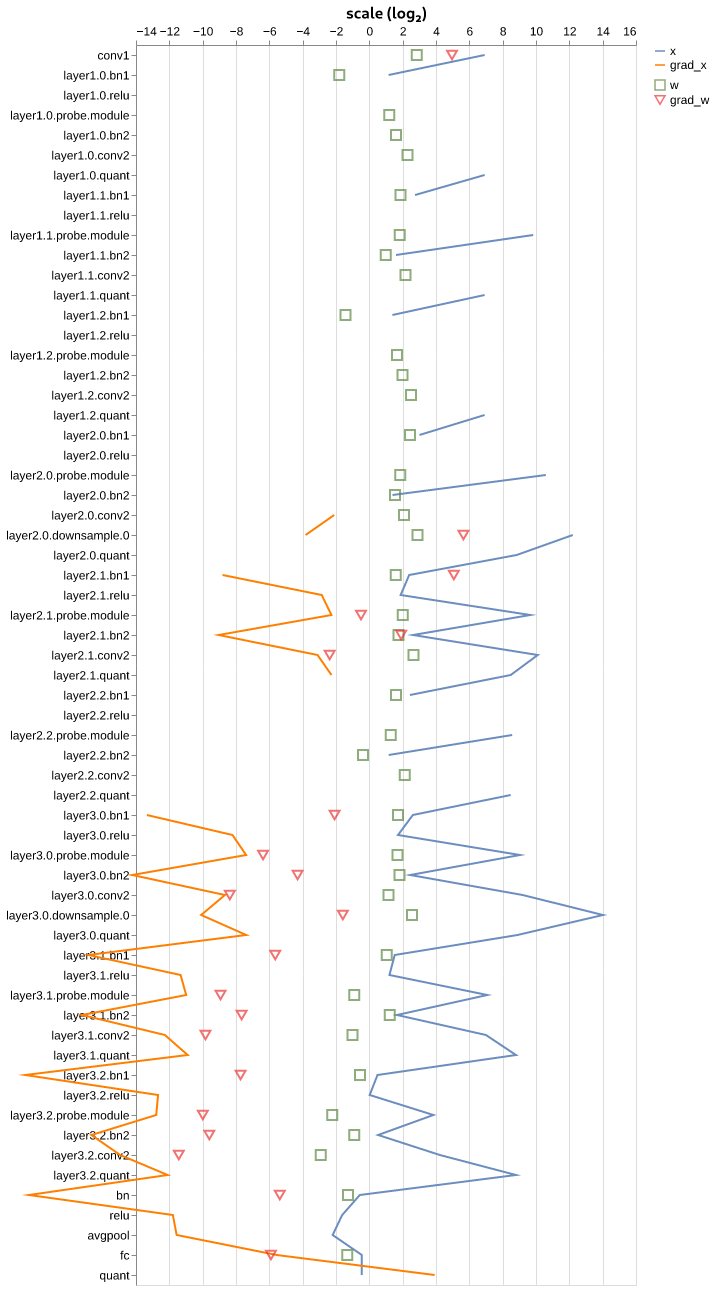 scale (log₂)
−14 −12 −10 −8 −6 −4 −2 0 2 4 6 8 10 12 14 16
x
grad_x
w
grad_w
conv1
layer1.0.bn1
layer1.0.relu
layer1.0.probe.module
layer1.0.bn2
layer1.0.conv2
layer1.0.quant
layer1.1.bn1
layer1.1.relu
layer1.1.probe.module
layer1.1.bn2
layer1.1.conv2
layer1.1.quant
layer1.2.bn1
layer1.2.relu
layer1.2.probe.module
layer1.2.bn2
layer1.2.conv2
layer1.2.quant
layer2.0.bn1
layer2.0.relu
layer2.0.probe.module
layer2.0.bn2
layer2.0.conv2
layer2.0.downsample.0
layer2.0.quant
layer2.1.bn1
layer2.1.relu
layer2.1.probe.module
layer2.1.bn2
layer2.1.conv2
layer2.1.quant
layer2.2.bn1
layer2.2.relu
layer2.2.probe.module
layer2.2.bn2
layer2.2.conv2
layer2.2.quant
layer3.0.bn1
layer3.0.relu
layer3.0.probe.module
layer3.0.bn2
layer3.0.conv2
layer3.0.downsample.0
layer3.0.quant
layer3.1.bn1
layer3.1.relu
layer3.1.probe.module
layer3.1.bn2
layer3.1.conv2
layer3.1.quant
layer3.2.bn1
layer3.2.relu
layer3.2.probe.module
layer3.2.bn2
layer3.2.conv2
layer3.2.quant
bn
relu
avgpool
fc
quant